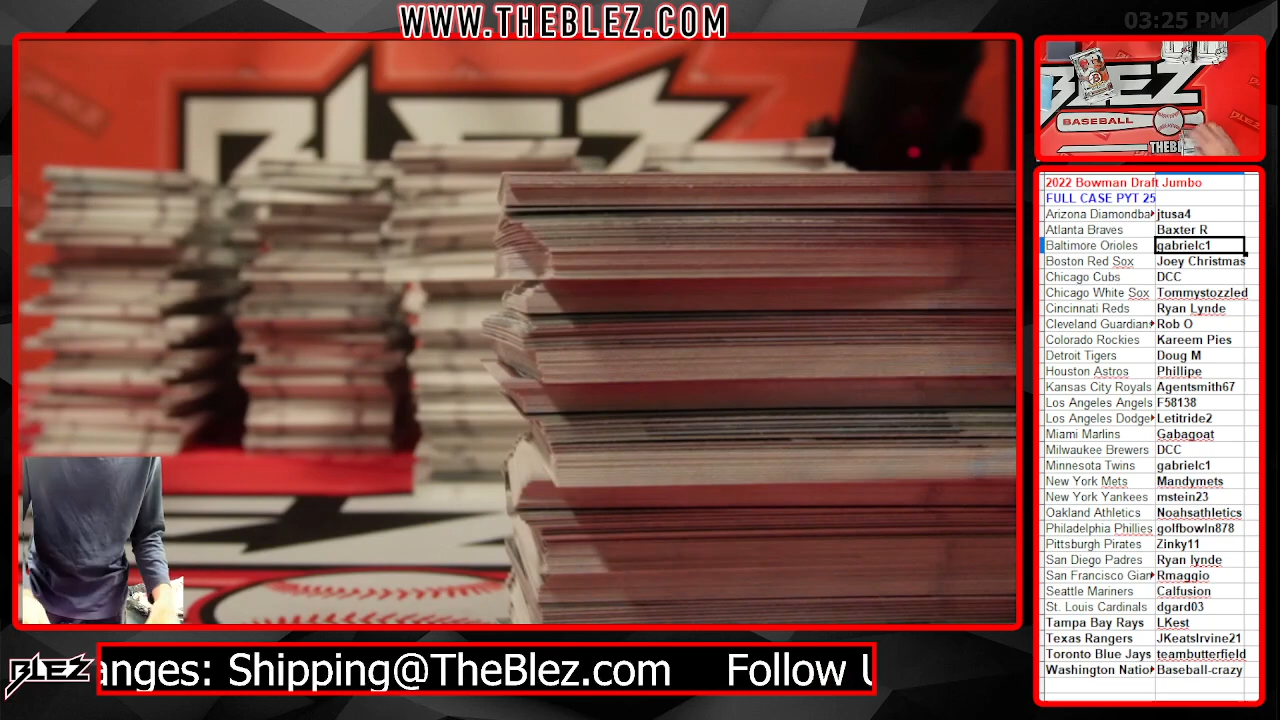 WWW.THEBLEZ.COM
03:25 PM
BLEZ
BLEZ
BASEBALL
THEBL
2022 Bowman Draft Jumbo
FULL CASE PYT 25
Arizona Diamondba jtusa4
Atlanta Braves Baxter R
Baltimore Orioles gabrielc1
Boston Red Sox Joey Christmas
Chicago Cubs DCC
Chicago White Sox Tommystozzled
Cincinnati Reds Ryan Lynde
Cleveland Guardian Rob O
Colorado Rockies Kareem Pies
Detroit Tigers Doug M
Houston Astros Phillipe
Kansas City Royals Agentsmith67
Los Angeles Angels F58138
Los Angeles Dodge Letitride2
Miami Marlins Gabagoat
Milwaukee Brewers DCC
Minnesota Twins gabrielc1
New York Mets Mandymets
New York Yankees mstein23
Oakland Athletics Noahsathletics
Philadelphia Phillies golfbowln878
Pittsburgh Pirates Zinky11
San Diego Padres Ryan lynde
San Francisco Gian Rmaggio
Seattle Mariners Calfusion
St. Louis Cardinals dgard03
Tampa Bay Rays LKest
Texas Rangers JKeatsIrvine21
Toronto Blue Jays teambutterfield
Washington Natio Baseball-crazy
BLEZ
anges: Shipping@TheBlez.com Follow U